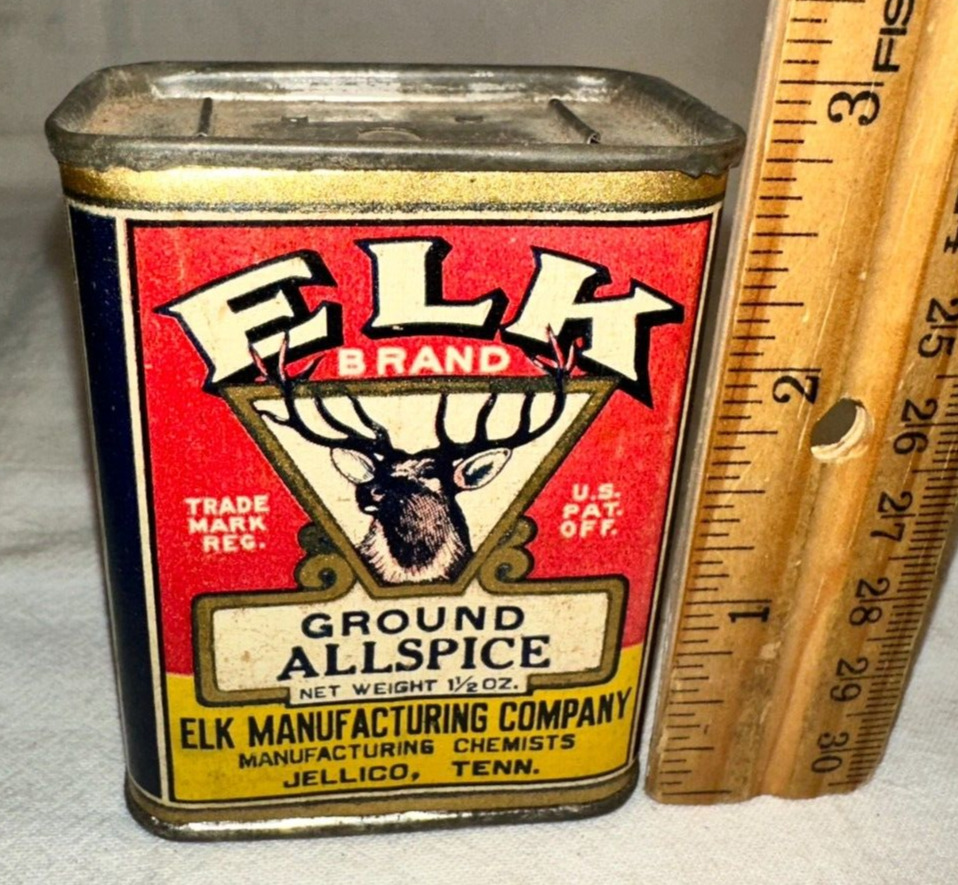 ELK
BRAND
TRADE
MARK
REG.
U.S.
PAT.
OFF.
GROUND
ALLSPICE
NET WEIGHT 1½ OZ.
ELK MANUFACTURING COMPANY
MANUFACTURING CHEMISTS
JELLICO, TENN.
3
2
1
25
26
27
28
29
30